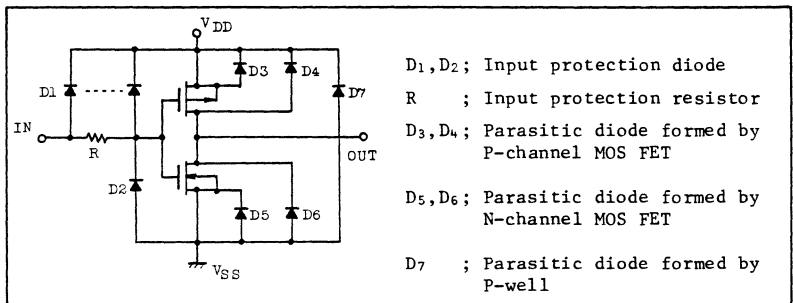 VDD
D3
D4
D1
D7
IN
R
OUT
D2
D5
D6
VSS
D1,D2; Input protection diode
R ; Input protection resistor
D3,D4; Parasitic diode formed by
P-channel MOS FET
D5,D6; Parasitic diode formed by
N-channel MOS FET
D7 ; Parasitic diode formed by
P-well